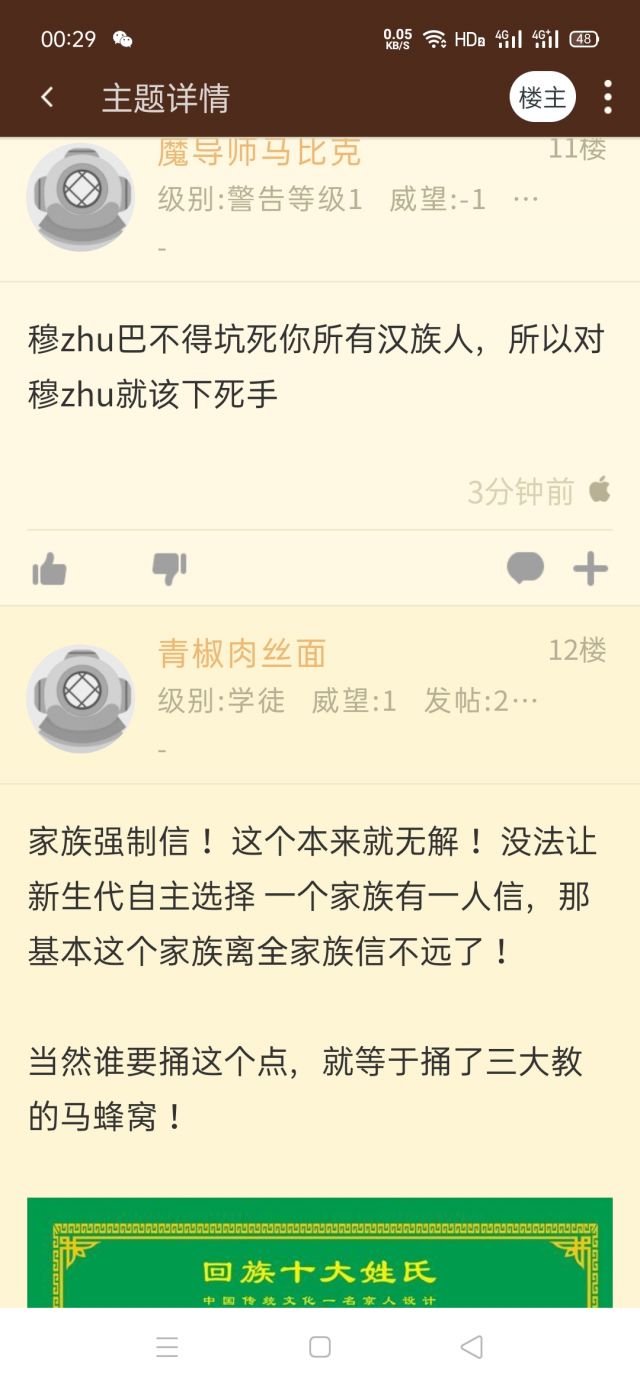 00:29
0.05 KB/S HD2 4G 4G+ 48
主题详情
楼主
魔导师马比克
11楼
级别:警告等级1 威望:-1 …
-
穆zhu巴不得坑死你所有汉族人，所以对
穆zhu就该下死手
3分钟前
青椒肉丝面
12楼
级别:学徒 威望:1 发帖:2…
-
家族强制信！这个本来就无解！没法让
新生代自主选择 一个家族有一人信，那
基本这个家族离全家族信不远了！
当然谁要捅这个点，就等于捅了三大教
的马蜂窝！
回族十大姓氏
中国传统文化一名京人设计